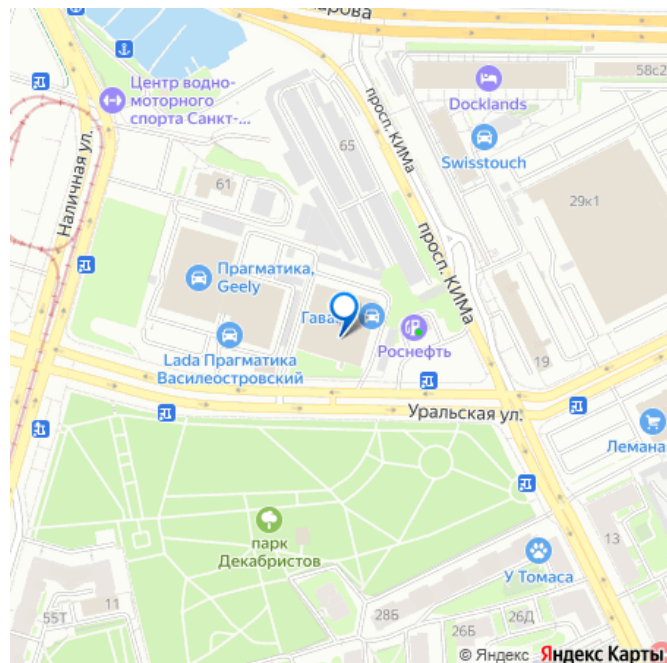 арова
58с2
Центр водно-
моторного
спорта Санкт-...
Docklands
просп. КИМа
65
Swisstouch
Наличная ул.
61
29к1
Прагматика,
Geely
просп. КИМа
Гава
Роснефть
Lada Прагматика
Василеостровский
19
Уральская ул.
Лемана
парк
Декабристов
13
У Томаса
55Т
11
28Б
26Б
26Д
© Яндекс Яндекс Карты